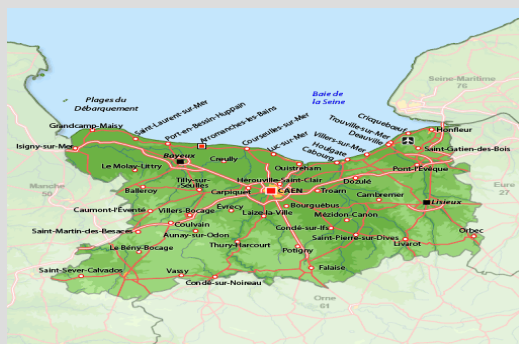 Seine-Maritime
76
Baie de
la Seine
Plages du
Débarquement
Grandcamp-Maisy
Saint-Laurent-sur-Mer
Port-en-Bessin-Huppain
Arromanches-les-Bains
Courseulles-sur-Mer
Luc-sur-Mer
Cricquebœuf
Trouville-sur-Mer
Deauville
Villers-sur-Mer
Houlgate
Cabourg
Honfleur
Isigny-sur-Mer
Saint-Gatien-des-Bois
Bayeux
Creully
Ouistreham
Pont-l'Évêque
Le Molay-Littry
Manche
50
Balleroy
Tilly-sur-
Seulles
Hérouville-Saint-Clair
Carpiquet
CAEN
Troarn
Dozulé
Cambremer
Lisieux
Eure
27
Caumont-l'Éventé
Villers-Bocage
Evrecy
Laize-la-Ville
Bourguébus
Mézidon-Canon
Saint-Martin-des-Besaces
Coulvain
Aunay-sur-Odon
Condé-sur-Ifs
Saint-Pierre-sur-Dives
Livarot
Orbec
Le Bény-Bocage
Thury-Harcourt
Potigny
Saint-Sever-Calvados
Vassy
Condé-sur-Noireau
Falaise
Orne
61